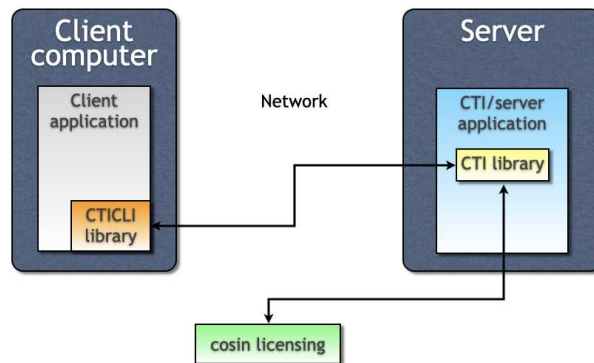 Client
computer
Client
application
CTICLI
library
Network
Server
CTI/server
application
CTI library
cosin licensing